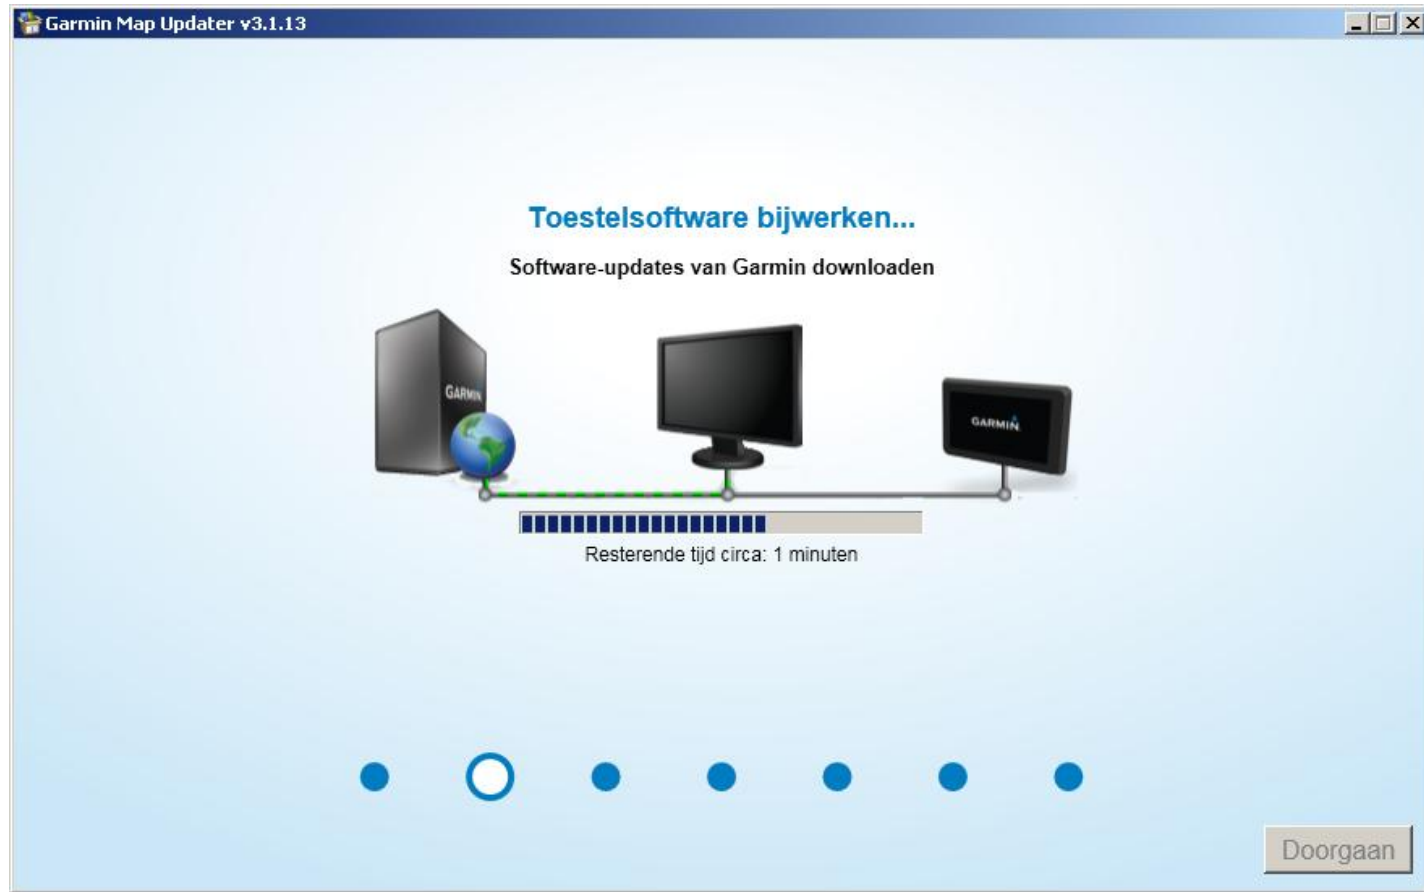 Garmin Map Updater v3.1.13
Toestelsoftware bijwerken...
Software-updates van Garmin downloaden
GARMIN
GARMIN
Resterende tijd circa: 1 minuten
Doorgaan